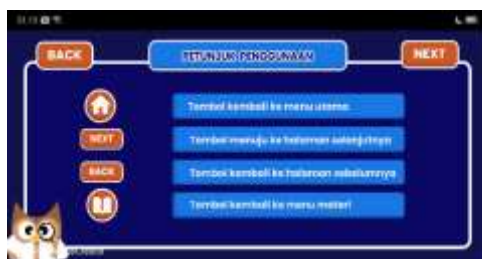 BACK
PETUNJUK PENGGUNAAN
NEXT
Tombol kembali ke menu utama
NEXT
Tombol menuju ke halaman selanjutnya
BACK
Tombol kembali ke halaman sebelumnya
Tombol kembali ke menu materi